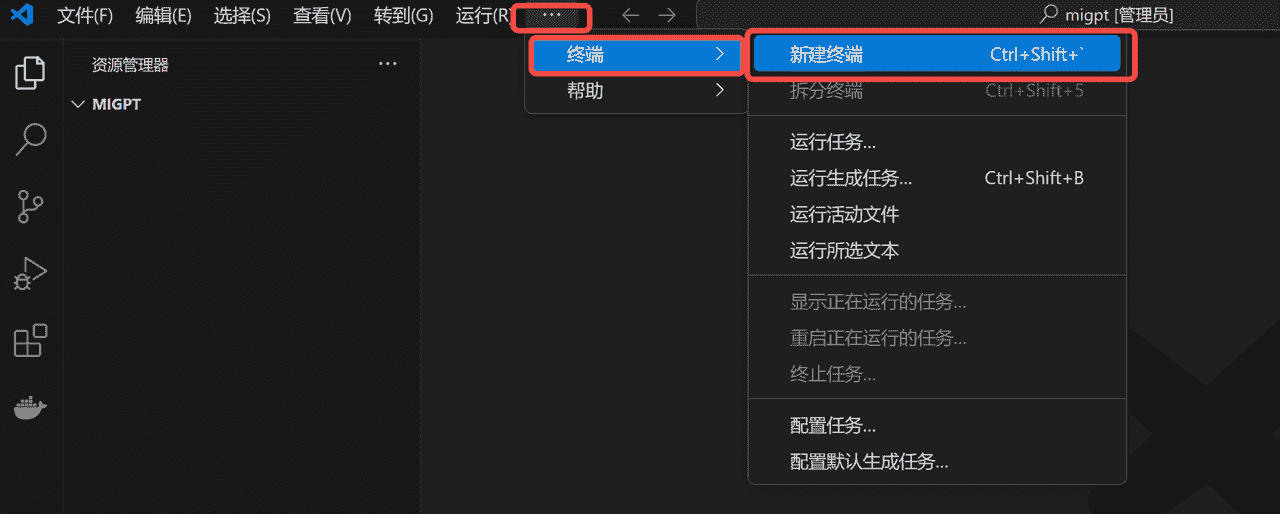 文件(F) 编辑(E) 选择(S) 查看(V) 转到(G) 运行(R) ··· migpt [管理员]
资源管理器 ···
MIGPT
终端
帮助
新建终端 Ctrl+Shift+`
拆分终端 Ctrl+Shift+5
运行任务...
运行生成任务... Ctrl+Shift+B
运行活动文件
运行所选文本
显示正在运行的任务...
重启正在运行的任务...
终止任务...
配置任务...
配置默认生成任务...